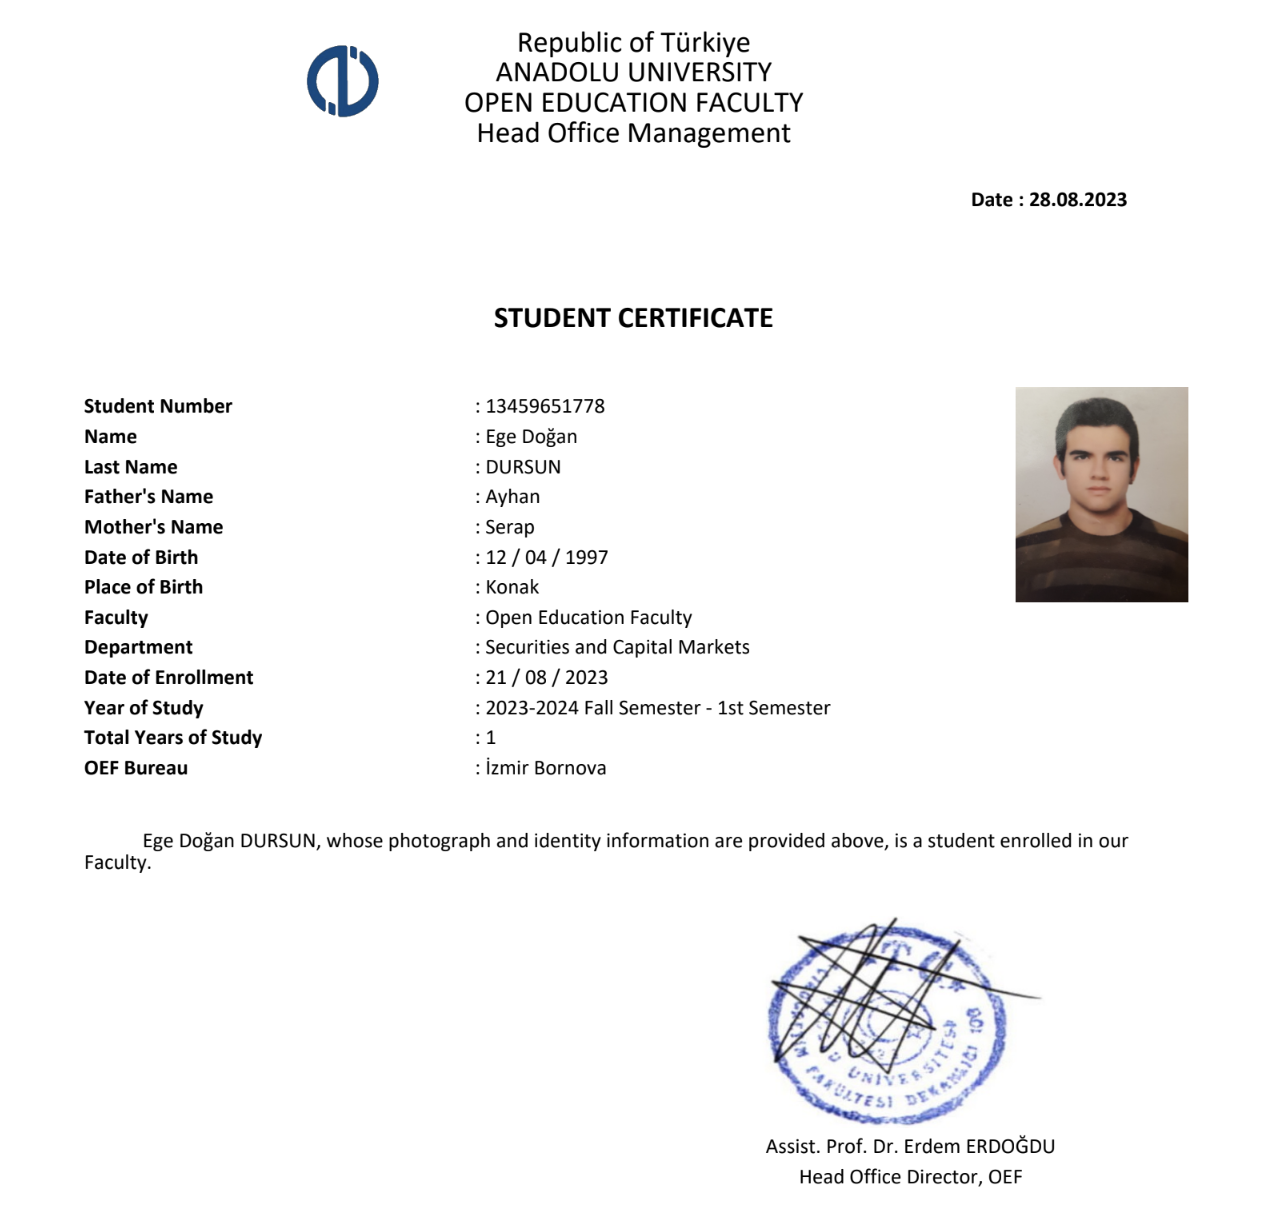 Republic of Türkiye
ANADOLU UNIVERSITY
OPEN EDUCATION FACULTY
Head Office Management
Date : 28.08.2023
STUDENT CERTIFICATE
Student Number : 13459651778
Name : Ege Doğan
Last Name : DURSUN
Father's Name : Ayhan
Mother's Name : Serap
Date of Birth : 12 / 04 / 1997
Place of Birth : Konak
Faculty : Open Education Faculty
Department : Securities and Capital Markets
Date of Enrollment : 21 / 08 / 2023
Year of Study : 2023-2024 Fall Semester - 1st Semester
Total Years of Study : 1
OEF Bureau : İzmir Bornova
Ege Doğan DURSUN, whose photograph and identity information are provided above, is a student enrolled in our
Faculty.
T.C.
ÜNİVERSİTESİ
FAKÜLTESİ DEKANLIĞI
Assist. Prof. Dr. Erdem ERDOĞDU
Head Office Director, OEF